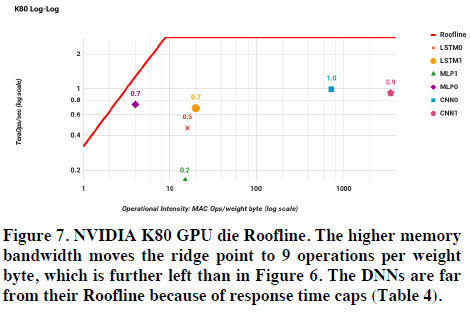 K80 Log-Log
TeraOps/sec (log scale)
2
1
0.8
0.6
0.4
0.2
0.7
0.7
0.5
0.2
1.0
0.9
1
10
100
1000
Operational Intensity: MAC Ops/weight byte (log scale)
Roofline
LSTM0
LSTM1
MLP1
MLP0
CNN0
CNN1
Figure 7. NVIDIA K80 GPU die Roofline. The higher memory
bandwidth moves the ridge point to 9 operations per weight
byte, which is further left than in Figure 6. The DNNs are far
from their Roofline because of response time caps (Table 4).